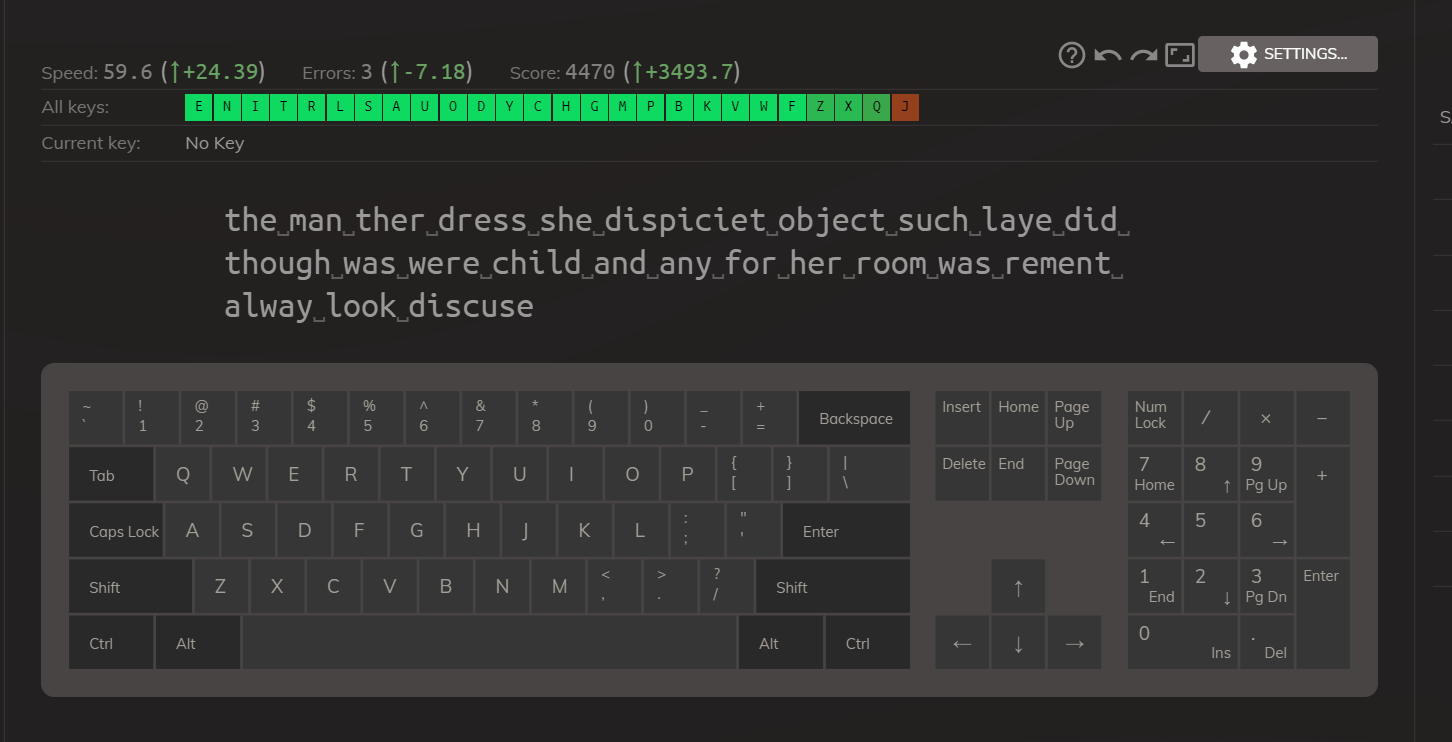 Speed: 59.6 (↑+24.39) Errors: 3 (↑-7.18) Score: 4470 (↑+3493.7)
SETTINGS...
All keys: E N I T R L S A U O D Y C H G M P B K V W F Z X Q J
Current key: No Key
the␣man␣ther␣dress␣she␣dispiciet␣object␣such␣laye␣did␣
though␣was␣were␣child␣and␣any␣for␣her␣room␣was␣rement␣
alway␣look␣discuse
~ ! @ # $ % ^ & * ( ) _ +
` 1 2 3 4 5 6 7 8 9 0 - = Backspace
Insert Home Page Up
Num Lock / × −
Tab Q W E R T Y U I O P { [ } ] | \
Delete End Page Down
7 Home 8 ↑ 9 Pg Up +
Caps Lock A S D F G H J K L : ; " ' Enter
4 ← 5 6 →
Shift Z X C V B N M < , > . ? / Shift
↑
1 End 2 ↓ 3 Pg Dn Enter
Ctrl Alt Alt Ctrl
← ↓ →
0 Ins . Del